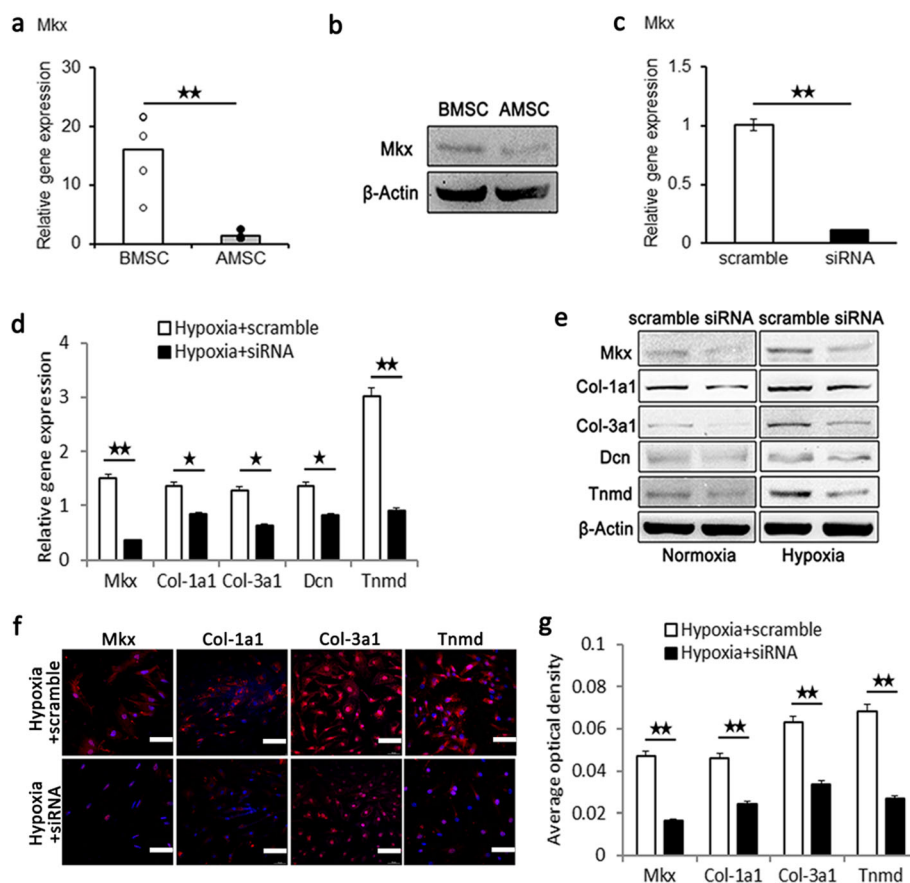 a Mkx
Relative gene expression
30
20
10
0
★★
BMSC AMSC
b
BMSC AMSC
Mkx
β-Actin
c Mkx
Relative gene expression
1.5
1
0.5
0
★★
scramble siRNA
d
Hypoxia+scramble
Hypoxia+siRNA
Relative gene expression
4
3
2
1
0
★★ ★ ★ ★ ★★
Mkx Col-1a1 Col-3a1 Dcn Tnmd
e
scramble siRNA scramble siRNA
Mkx
Col-1a1
Col-3a1
Dcn
Tnmd
β-Actin
Normoxia Hypoxia
f
Mkx Col-1a1 Col-3a1 Tnmd
Hypoxia
+scramble
Hypoxia
+siRNA
g
Hypoxia+scramble
Hypoxia+siRNA
Average optical density
0.1
0.08
0.06
0.04
0.02
0
★★ ★★ ★★ ★★
Mkx Col-1a1 Col-3a1 Tnmd